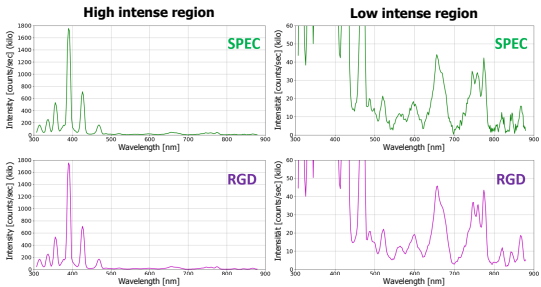 High intense region
Low intense region
SPEC
Intensity [counts/sec] (kilo)
1800
1600
1400
1200
1000
800
600
400
200
0
300 400 500 600 700 800 900
Wavelength [nm]
SPEC
Intenstit [counts/sec] (kilo)
60
50
40
30
20
10
0
300 400 500 600 700 800 900
Wavelength [nm]
RGD
Intensity [counts/sec] (kilo)
1800
1600
1400
1200
1000
800
600
400
200
0
300 400 500 600 700 800 900
Wavelength [nm]
RGD
Intensiát [counts/sec] (kilo)
60
50
40
30
20
10
0
300 400 500 600 700 800 900
Wavelength [nm]